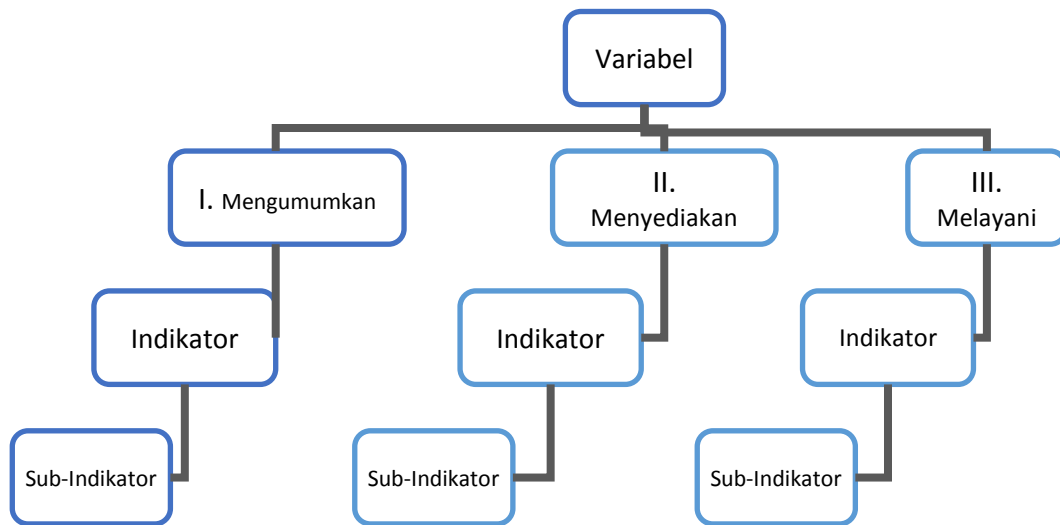 Variabel
I. Mengumumkan
II.
Menyediakan
III.
Melayani
Indikator
Indikator
Indikator
Sub-Indikator
Sub-Indikator
Sub-Indikator